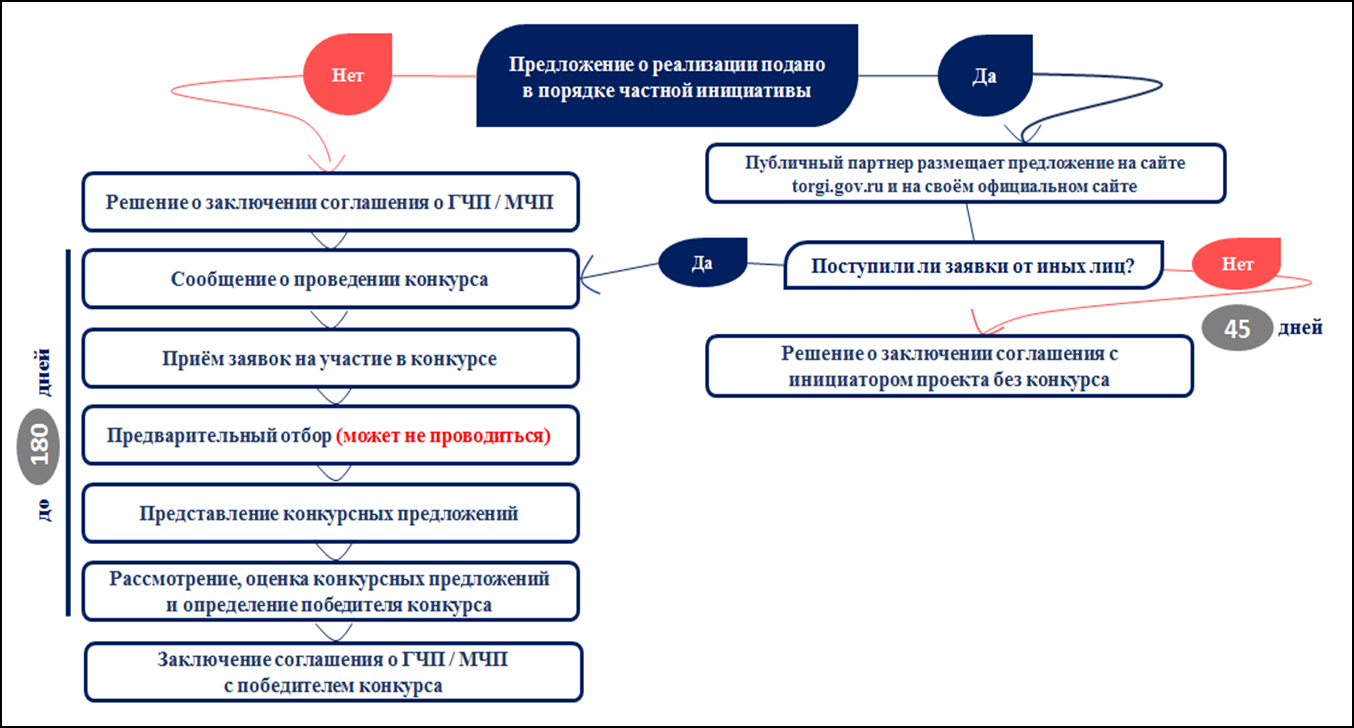 Предложение о реализации подано
в порядке частной инициативы
Нет
Да
Публичный партнер размещает предложение на сайте
torgi.gov.ru и на своём официальном сайте
Поступили ли заявки от иных лиц?
Да
Нет
45 дней
Решение о заключении соглашения с
инициатором проекта без конкурса
Решение о заключении соглашения о ГЧП / МЧП
Сообщение о проведении конкурса
Приём заявок на участие в конкурсе
Предварительный отбор (может не проводиться)
Представление конкурсных предложений
Рассмотрение, оценка конкурсных предложений
и определение победителя конкурса
Заключение соглашения о ГЧП / МЧП
с победителем конкурса
до 180 дней